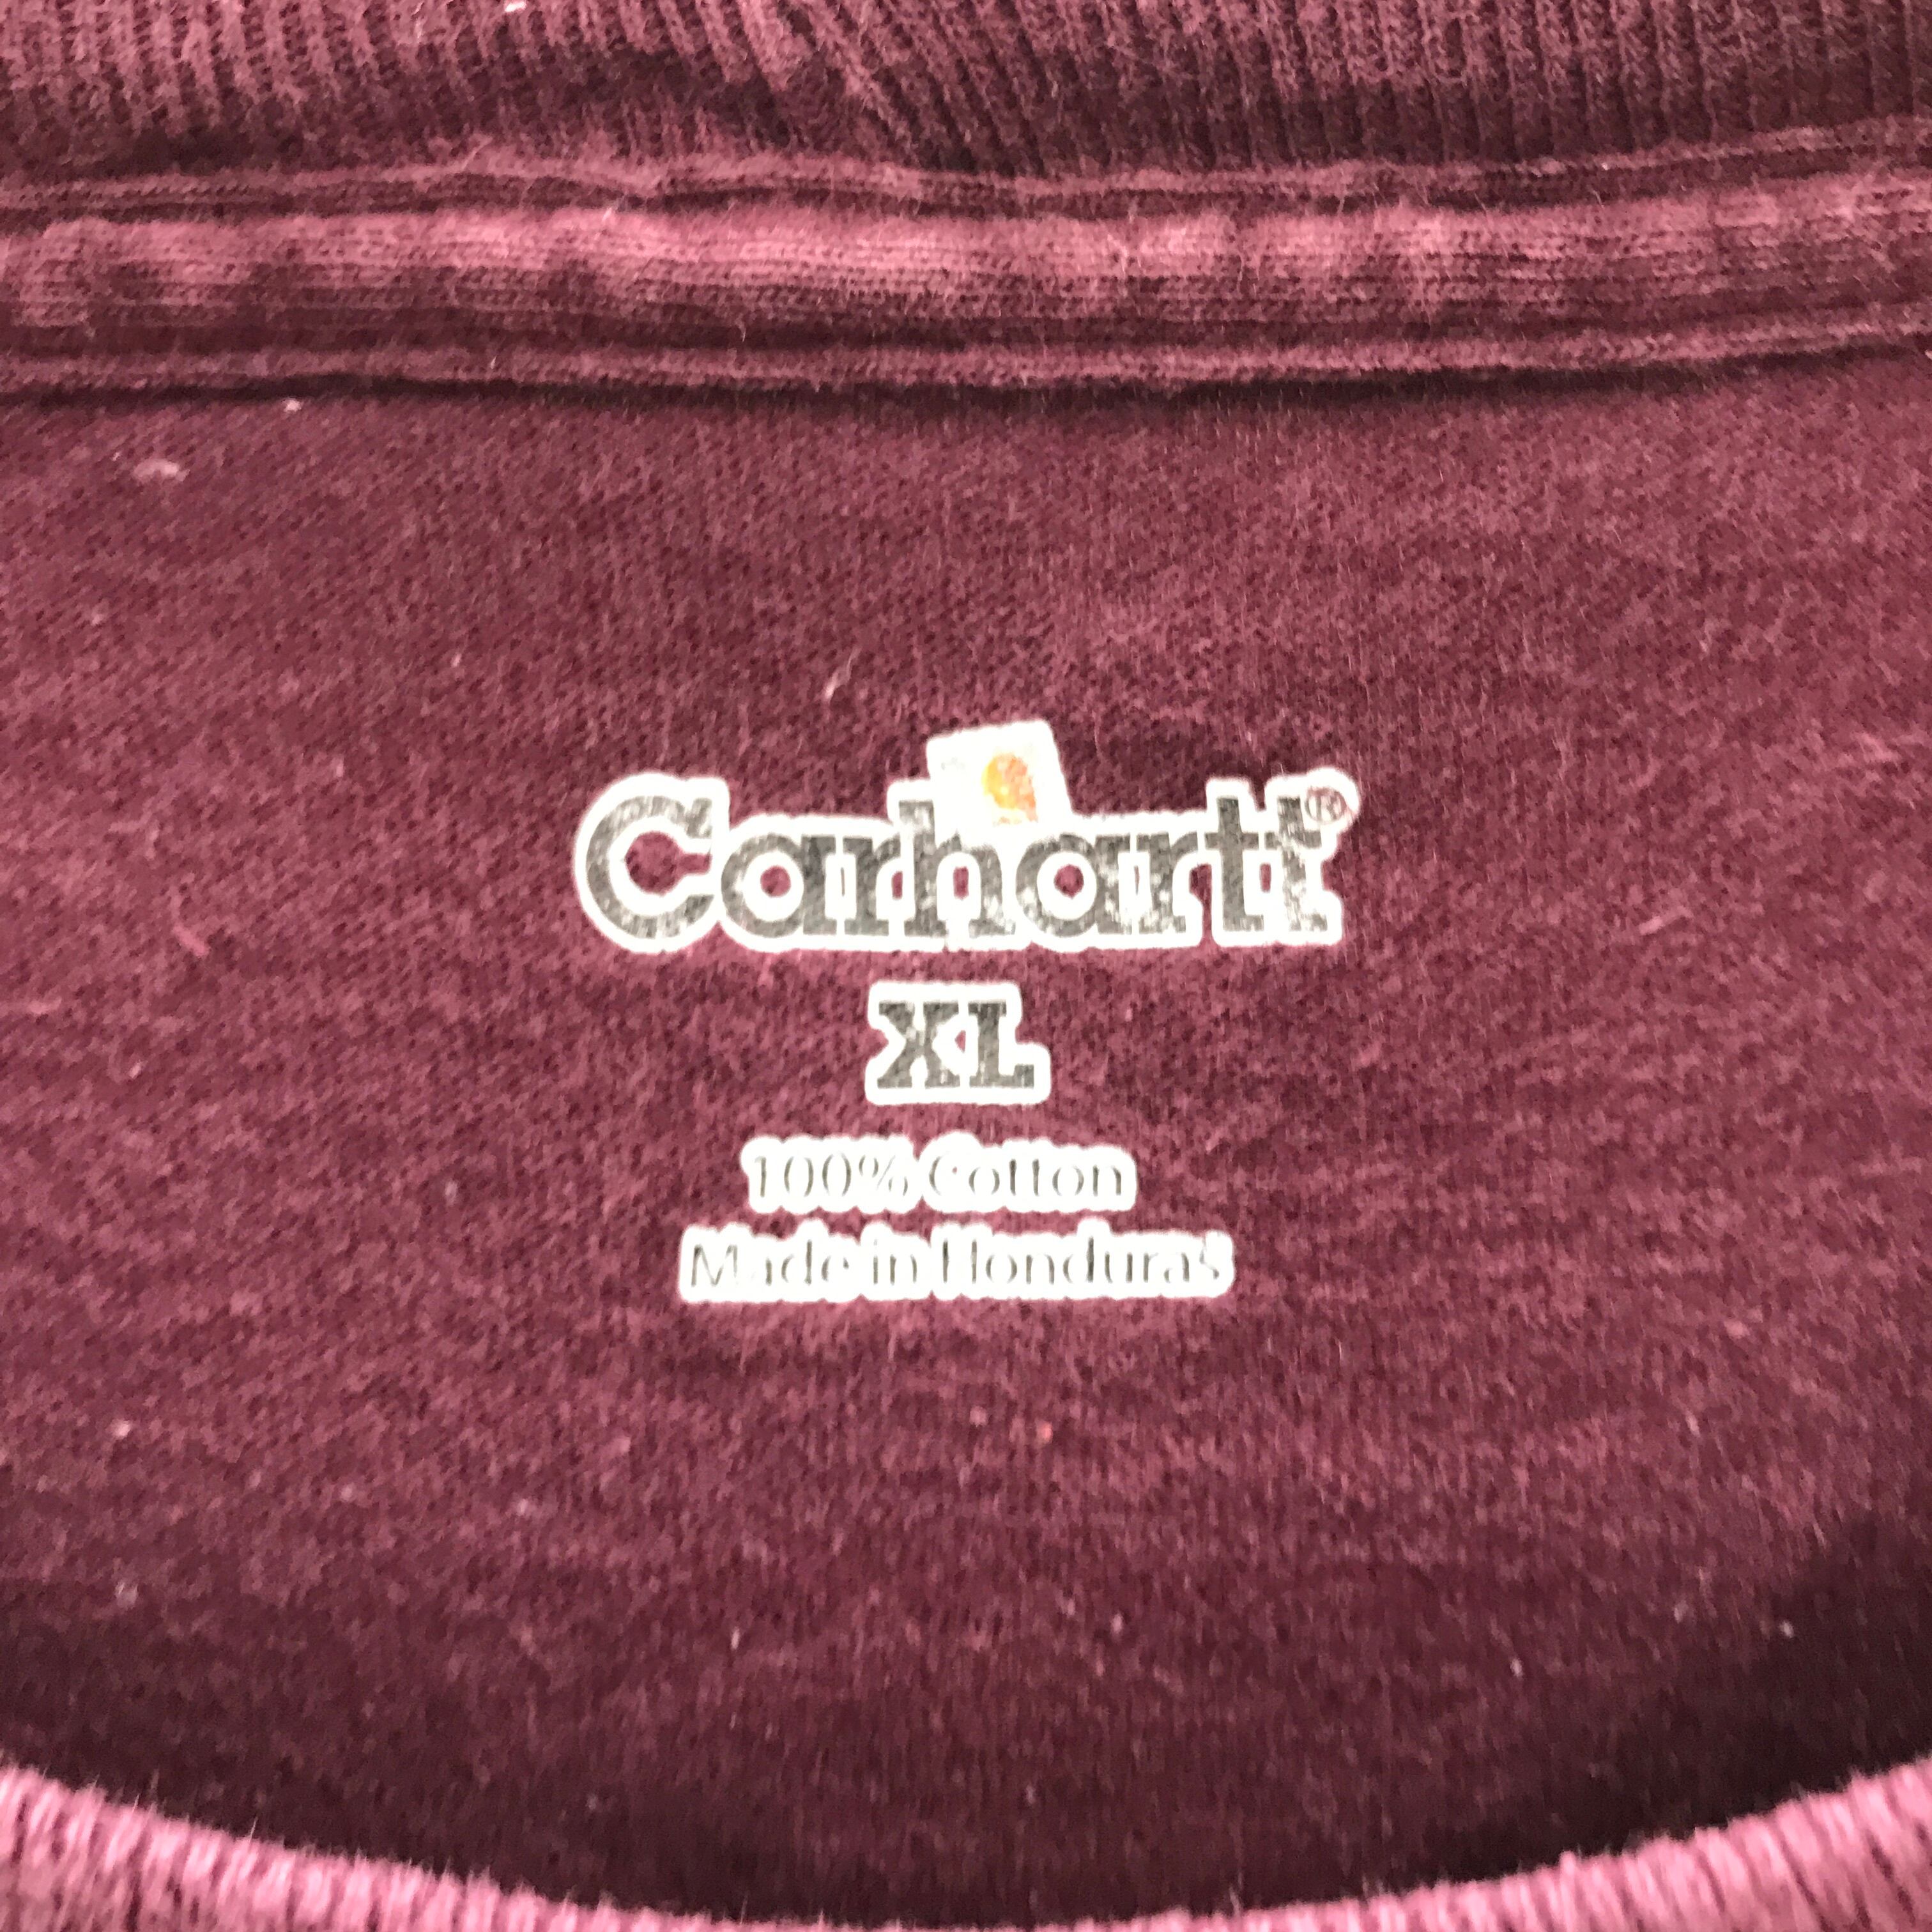 Carhartt®
XL
100% Cotton
Made in Honduras